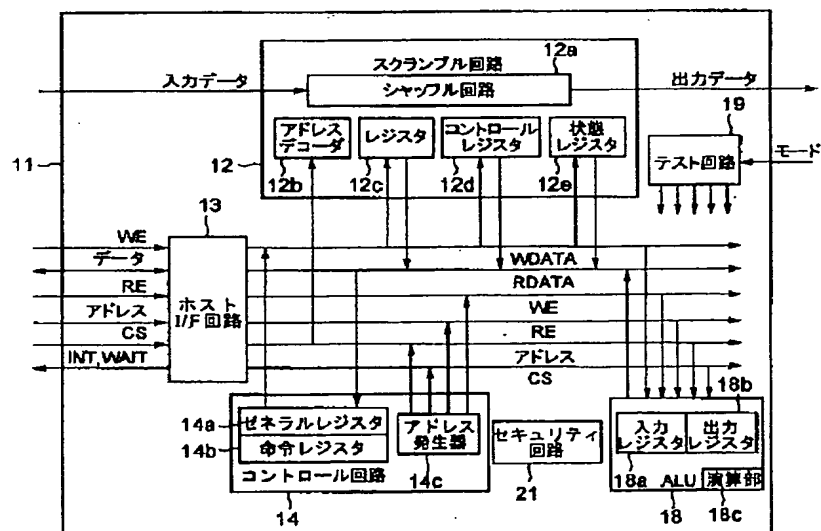 スクランブル回路
12a
入力データ
シャッフル回路
出力データ
19
11
12
アドレス
デコーダ
レジスタ
コントロール
レジスタ
状態
レジスタ
12b
12c
12d
12e
テスト回路
モード
13
WE
データ
RE
アドレス
CS
INT,WAIT
ホスト
I/F回路
WDATA
RDATA
WE
RE
アドレス
CS
14a
ゼネラルレジスタ
14b
命令レジスタ
コントロール回路
14
アドレス
発生器
14c
セキュリティ
回路
21
18b
入力
レジスタ
出力
レジスタ
18a
ALU
演算部
18
18c